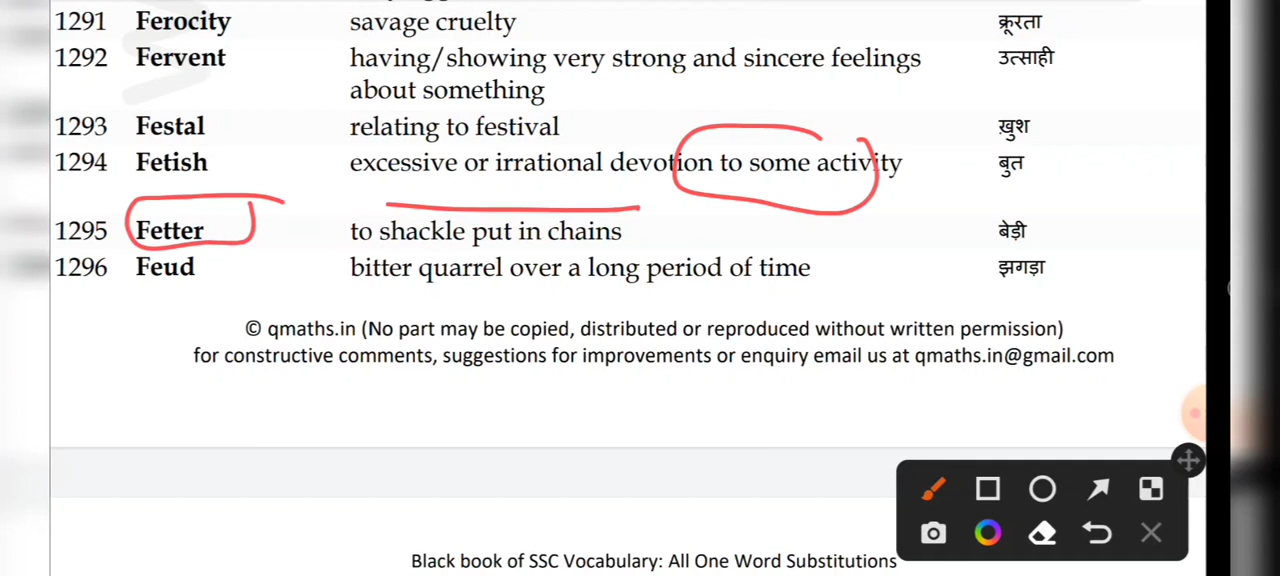 1291 Ferocity savage cruelty क्रूरता
1292 Fervent having/showing very strong and sincere feelings उत्साही
about something
1293 Festal relating to festival ख़ुश
1294 Fetish excessive or irrational devotion to some activity बुत
1295 Fetter to shackle put in chains बेड़ी
1296 Feud bitter quarrel over a long period of time झगड़ा
© qmaths.in (No part may be copied, distributed or reproduced without written permission)
for constructive comments, suggestions for improvements or enquiry email us at qmaths.in@gmail.com
Black book of SSC Vocabulary: All One Word Substitutions